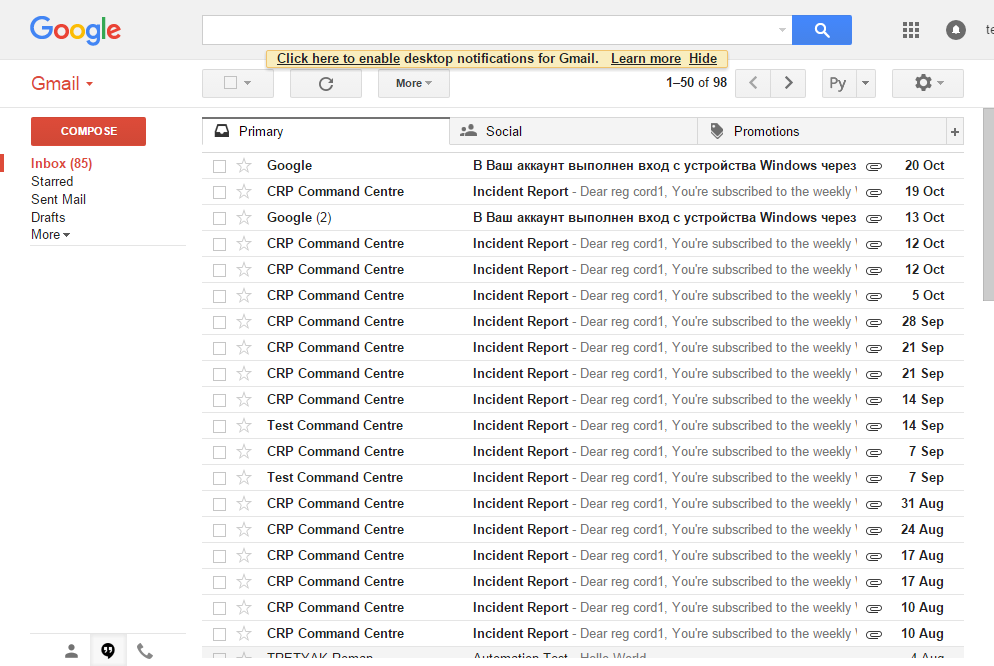 Google
te
Click here to enable desktop notifications for Gmail. Learn more Hide
Gmail
More
1–50 of 98
Ру
COMPOSE
Inbox (85)
Starred
Sent Mail
Drafts
More
Primary
Social
Promotions
+
Google В Ваш аккаунт выполнен вход с устройства Windows через 20 Oct
CRP Command Centre Incident Report - Dear reg cord1, You're subscribed to the weekly 19 Oct
Google (2) В Ваш аккаунт выполнен вход с устройства Windows через 13 Oct
CRP Command Centre Incident Report - Dear reg cord1, You're subscribed to the weekly 12 Oct
CRP Command Centre Incident Report - Dear reg cord1, You're subscribed to the weekly 12 Oct
CRP Command Centre Incident Report - Dear reg cord1, You're subscribed to the weekly 5 Oct
CRP Command Centre Incident Report - Dear reg cord1, You're subscribed to the weekly 28 Sep
CRP Command Centre Incident Report - Dear reg cord1, You're subscribed to the weekly 21 Sep
CRP Command Centre Incident Report - Dear reg cord1, You're subscribed to the weekly 21 Sep
CRP Command Centre Incident Report - Dear reg cord1, You're subscribed to the weekly 14 Sep
Test Command Centre Incident Report - Dear reg cord1, You're subscribed to the weekly 14 Sep
CRP Command Centre Incident Report - Dear reg cord1, You're subscribed to the weekly 7 Sep
Test Command Centre Incident Report - Dear reg cord1, You're subscribed to the weekly 7 Sep
CRP Command Centre Incident Report - Dear reg cord1, You're subscribed to the weekly 31 Aug
CRP Command Centre Incident Report - Dear reg cord1, You're subscribed to the weekly 24 Aug
CRP Command Centre Incident Report - Dear reg cord1, You're subscribed to the weekly 17 Aug
CRP Command Centre Incident Report - Dear reg cord1, You're subscribed to the weekly 17 Aug
CRP Command Centre Incident Report - Dear reg cord1, You're subscribed to the weekly 10 Aug
CRP Command Centre Incident Report - Dear reg cord1, You're subscribed to the weekly 10 Aug
TRETYAK Roman Automation Test - Hello World 4 Aug